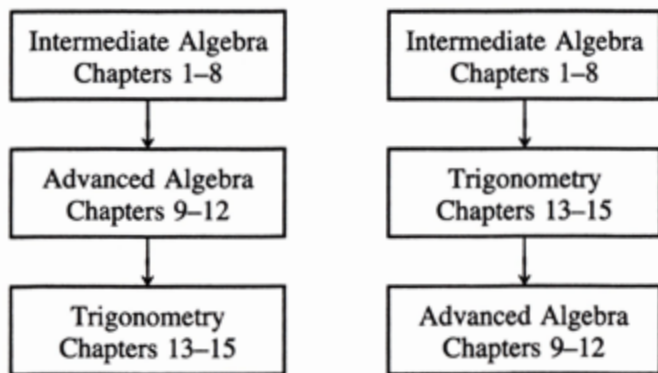 Intermediate Algebra
Chapters 1–8
Advanced Algebra
Chapters 9–12
Trigonometry
Chapters 13–15
Intermediate Algebra
Chapters 1–8
Trigonometry
Chapters 13–15
Advanced Algebra
Chapters 9–12